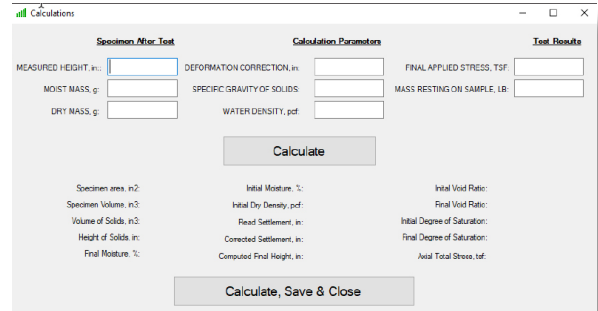 Calculations
Specimen After Test Calculation Parameters Test Results
MEASURED HEIGHT, in:: DEFORMATION CORRECTION, in: FINAL APPLIED STRESS, TSF:
MOIST MASS, g: SPECIFIC GRAVITY OF SOLIDS: MASS RESTING ON SAMPLE, LB:
DRY MASS, g: WATER DENSITY, pcf:
Calculate
Specimen area, in2: Initial Moisture, %: Initial Void Ratio:
Specimen Volume, in3: Initial Dry Density, pcf: Final Void Ratio:
Volume of Solids, in3: Read Settlement, in: Initial Degree of Saturation:
Height of Solids, in: Corrected Settlement, in: Final Degree of Saturation:
Final Moisture, %: Computed Final Height, in: Axial Total Stress, tsf:
Calculate, Save & Close